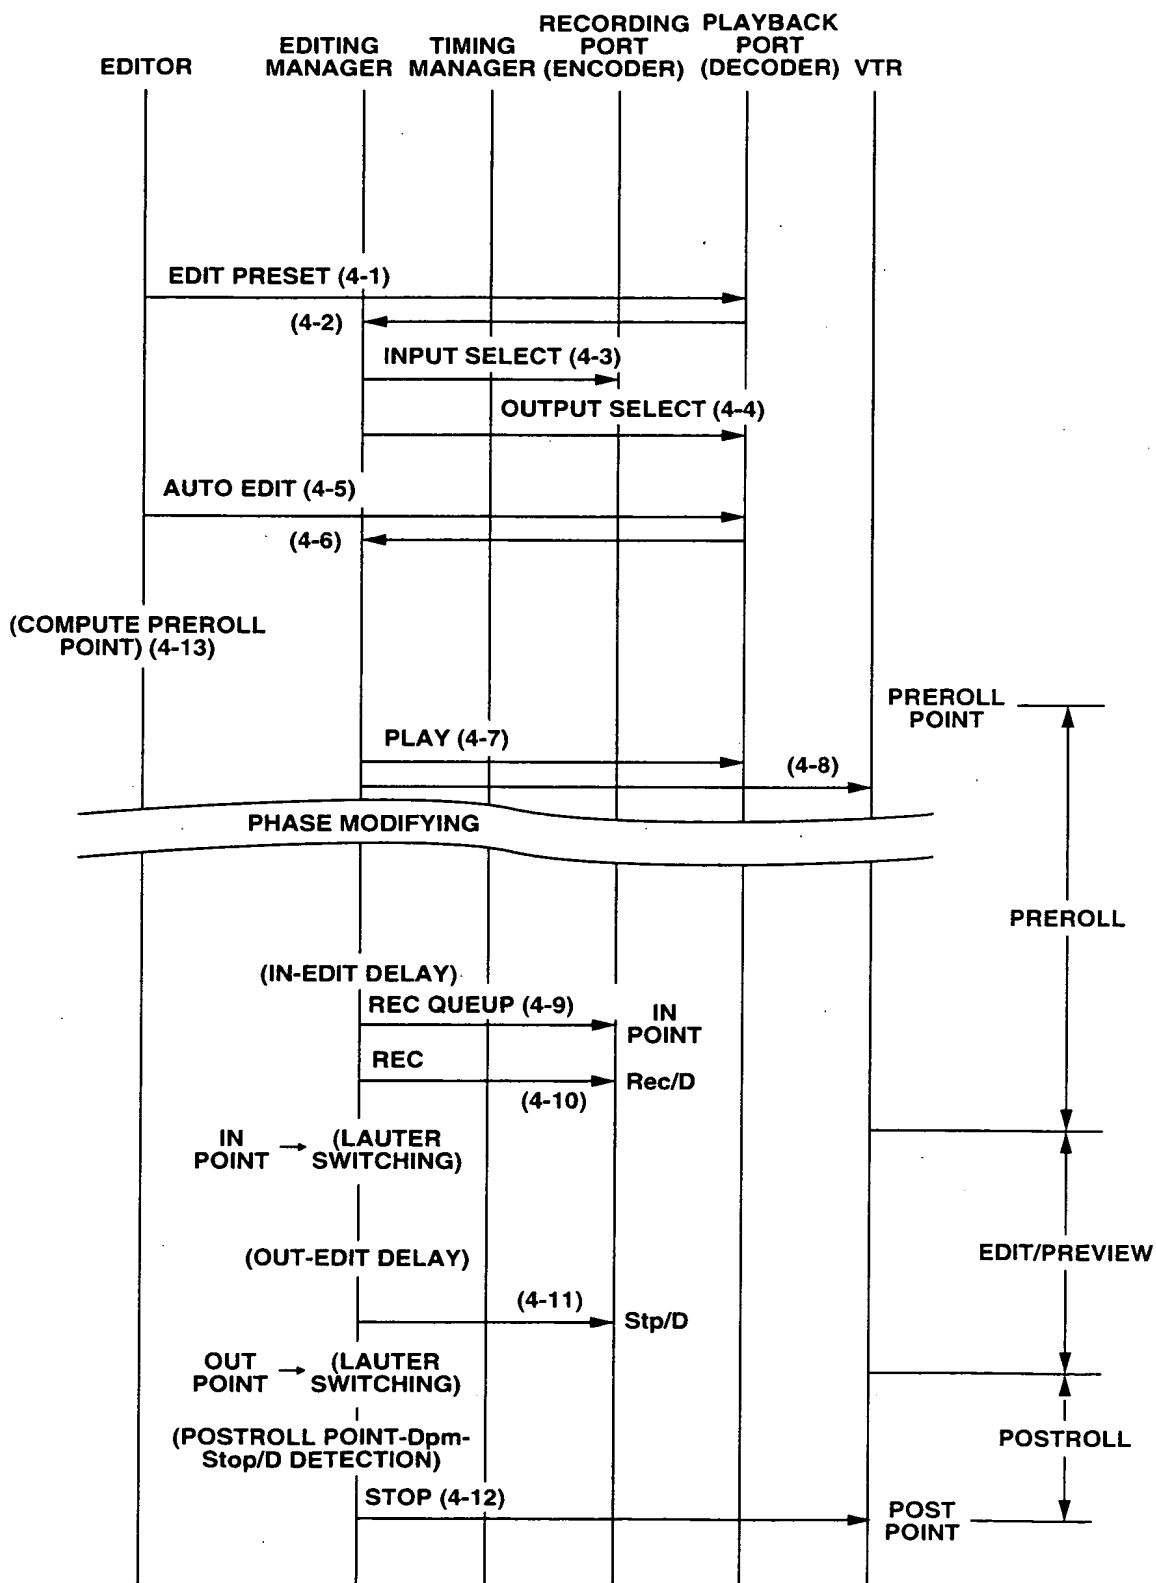 EDITOR
EDITING
MANAGER
TIMING
MANAGER
RECORDING
PORT
(ENCODER)
PLAYBACK
PORT
(DECODER)
VTR
EDIT PRESET (4-1)
(4-2)
INPUT SELECT (4-3)
OUTPUT SELECT (4-4)
AUTO EDIT (4-5)
(4-6)
(COMPUTE PREROLL
POINT) (4-13)
PREROLL
POINT
PLAY (4-7)
(4-8)
PHASE MODIFYING
PREROLL
(IN-EDIT DELAY)
REC QUEUP (4-9)
IN
POINT
REC
Rec/D
(4-10)
IN
POINT
(LAUTER
SWITCHING)
(OUT-EDIT DELAY)
EDIT/PREVIEW
(4-11)
Stp/D
OUT
POINT
(LAUTER
SWITCHING)
(POSTROLL POINT-Dpm-
Stop/D DETECTION)
POSTROLL
STOP (4-12)
POST
POINT